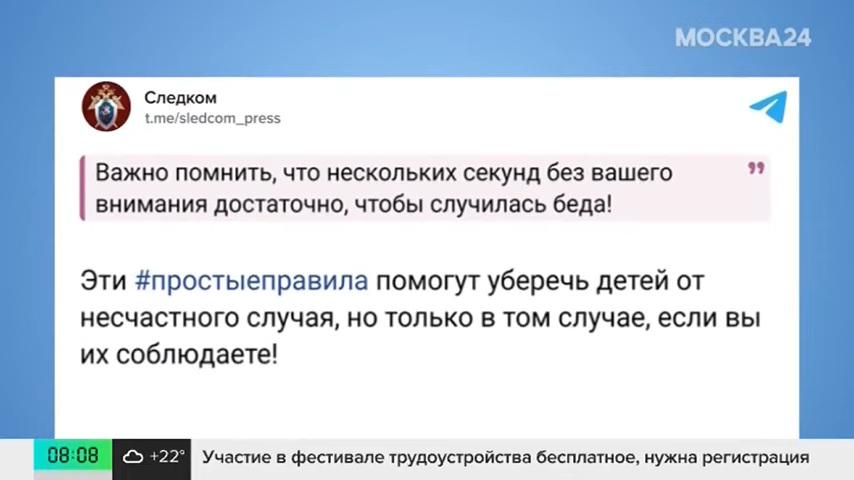 МОСКВА24
Следком
t.me/sledcom_press
Важно помнить, что нескольких секунд без вашего
внимания достаточно, чтобы случилась беда!
Эти #простыеправила помогут уберечь детей от
несчастного случая, но только в том случае, если вы
их соблюдаете!
08:08 +22° Участие в фестивале трудоустройства бесплатное, нужна регистрация